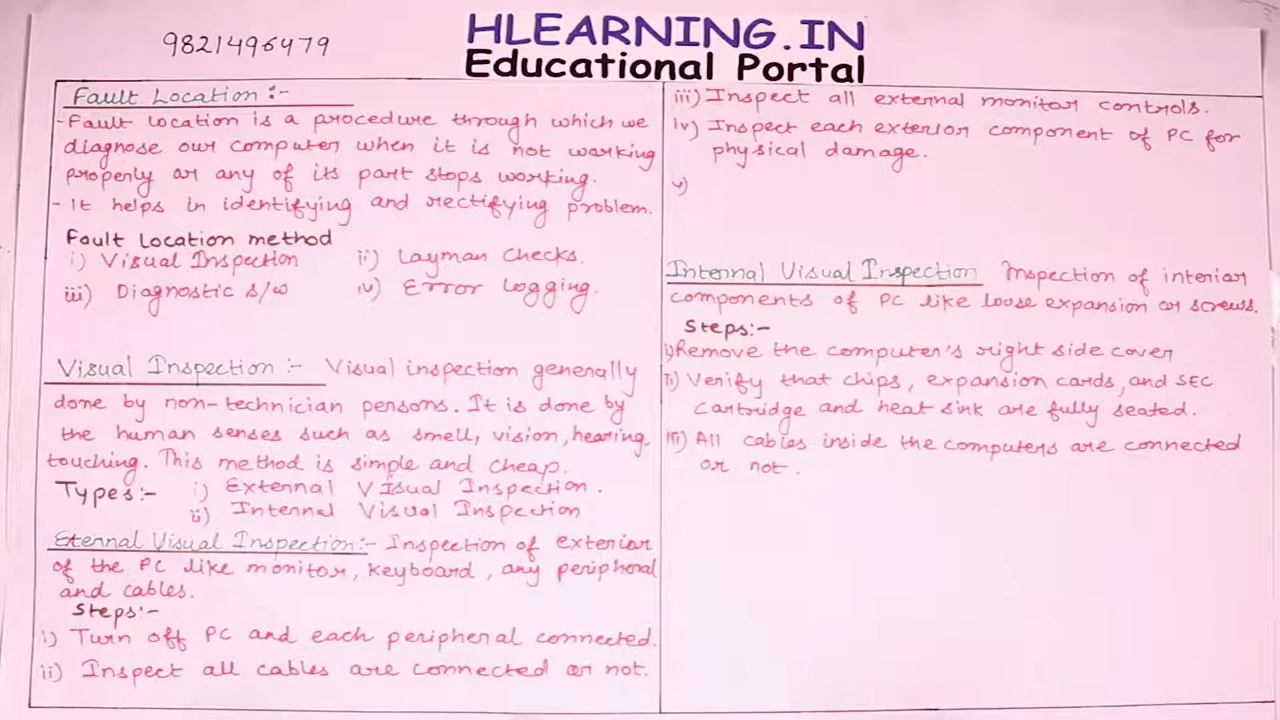 9821496479
HLEARNING.IN
Educational Portal
Fault Location :-
- Fault Location is a procedure through which we
diagnose our computer when it is not working
properly or any of its part stops working.
- It helps in identifying and rectifying problem.
Fault Location method
i) Visual Inspection ii) Layman Checks.
iii) Diagnostic s/w iv) Error Logging.
Visual Inspection :- Visual inspection generally
done by non-technician persons. It is done by
the human senses such as smell, vision, hearing,
touching. This method is simple and cheap.
Types:- i) External Visual Inspection.
ii) Internal Visual Inspection
Eternal Visual Inspection:- Inspection of exterior
of the PC like monitor, keyboard, any peripheral
and cables.
Steps:-
i) Turn off PC and each peripheral connected.
ii) Inspect all cables are connected or not.
iii) Inspect all external monitor controls.
iv) Inspect each exterior component of PC for
physical damage.
v)
Internal Visual Inspection Inspection of interior
components of PC like loose expansion or screws.
Steps:-
i) Remove the computer's right side cover
ii) Verify that chips, expansion cards, and SEC
Cartridge and heat sink are fully seated.
iii) All cables inside the computers are connected
or not.